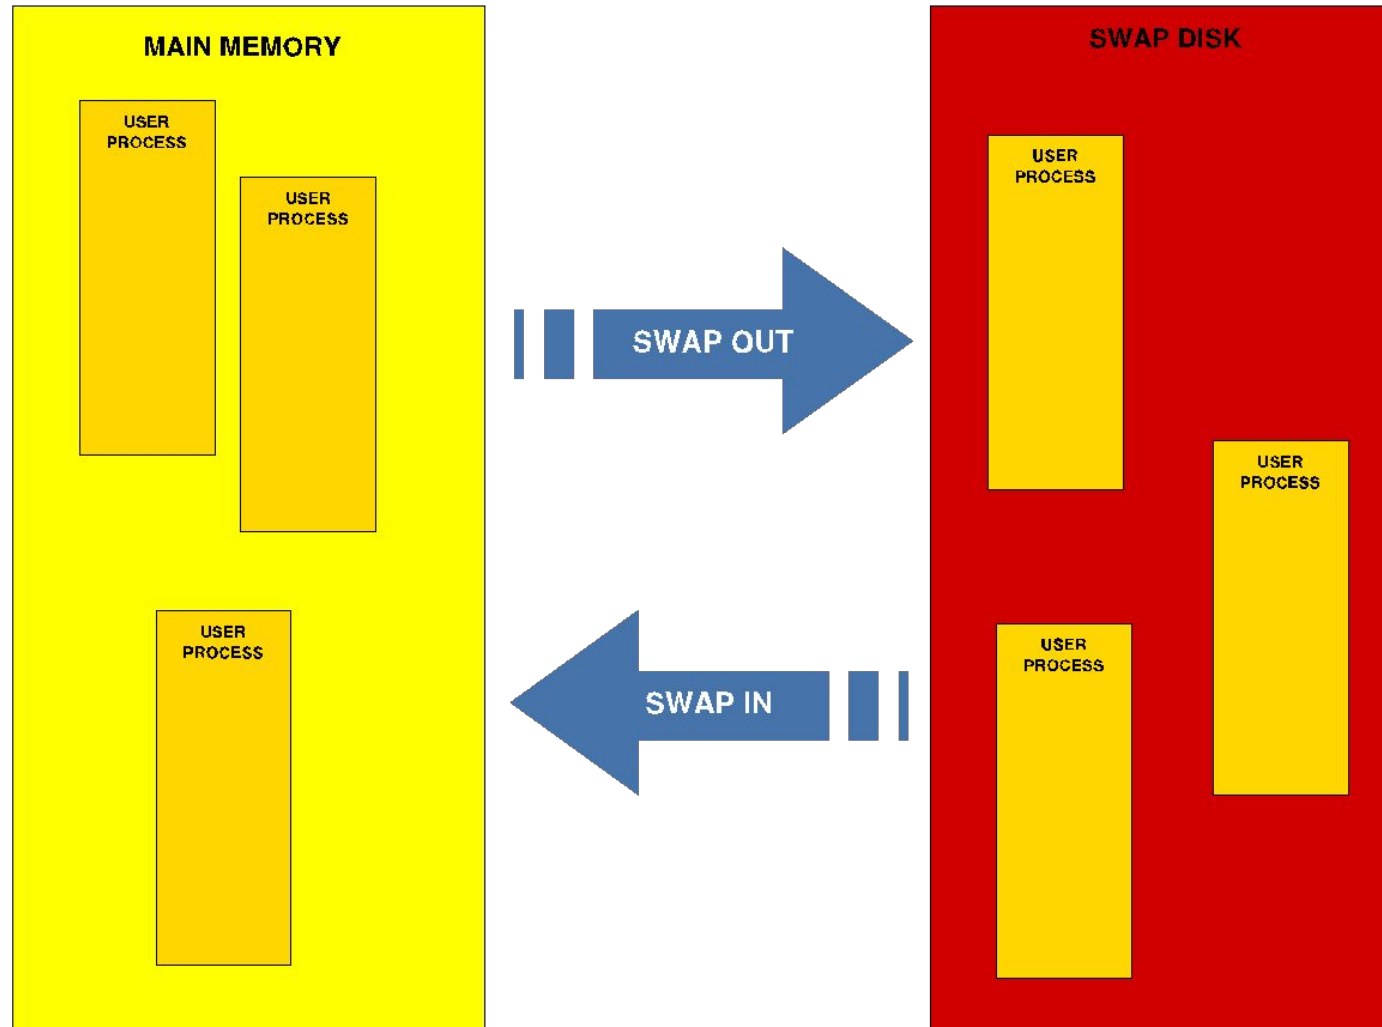 MAIN MEMORY
USER
PROCESS
USER
PROCESS
USER
PROCESS
SWAP OUT
SWAP IN
SWAP DISK
USER
PROCESS
USER
PROCESS
USER
PROCESS